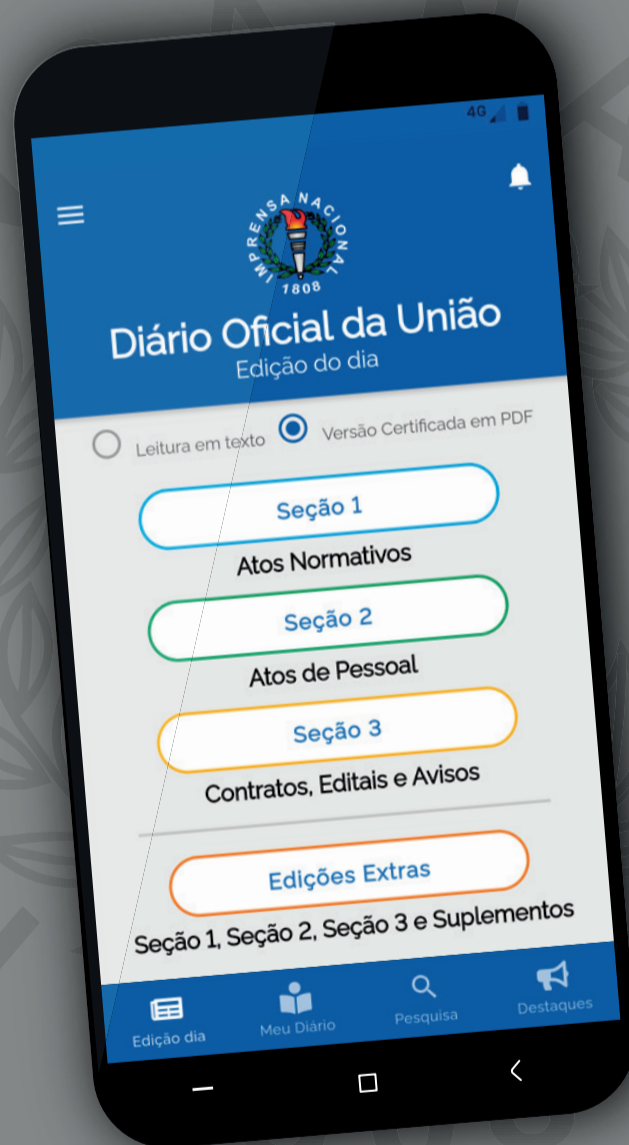 4G
IMPRENSA NACIONAL
1808
Diário Oficial da União
Edição do dia
Leitura em texto Versão Certificada em PDF
Seção 1
Atos Normativos
Seção 2
Atos de Pessoal
Seção 3
Contratos, Editais e Avisos
Edições Extras
Seção 1, Seção 2, Seção 3 e Suplementos
Edição dia Meu Diário Pesquisa Destaques